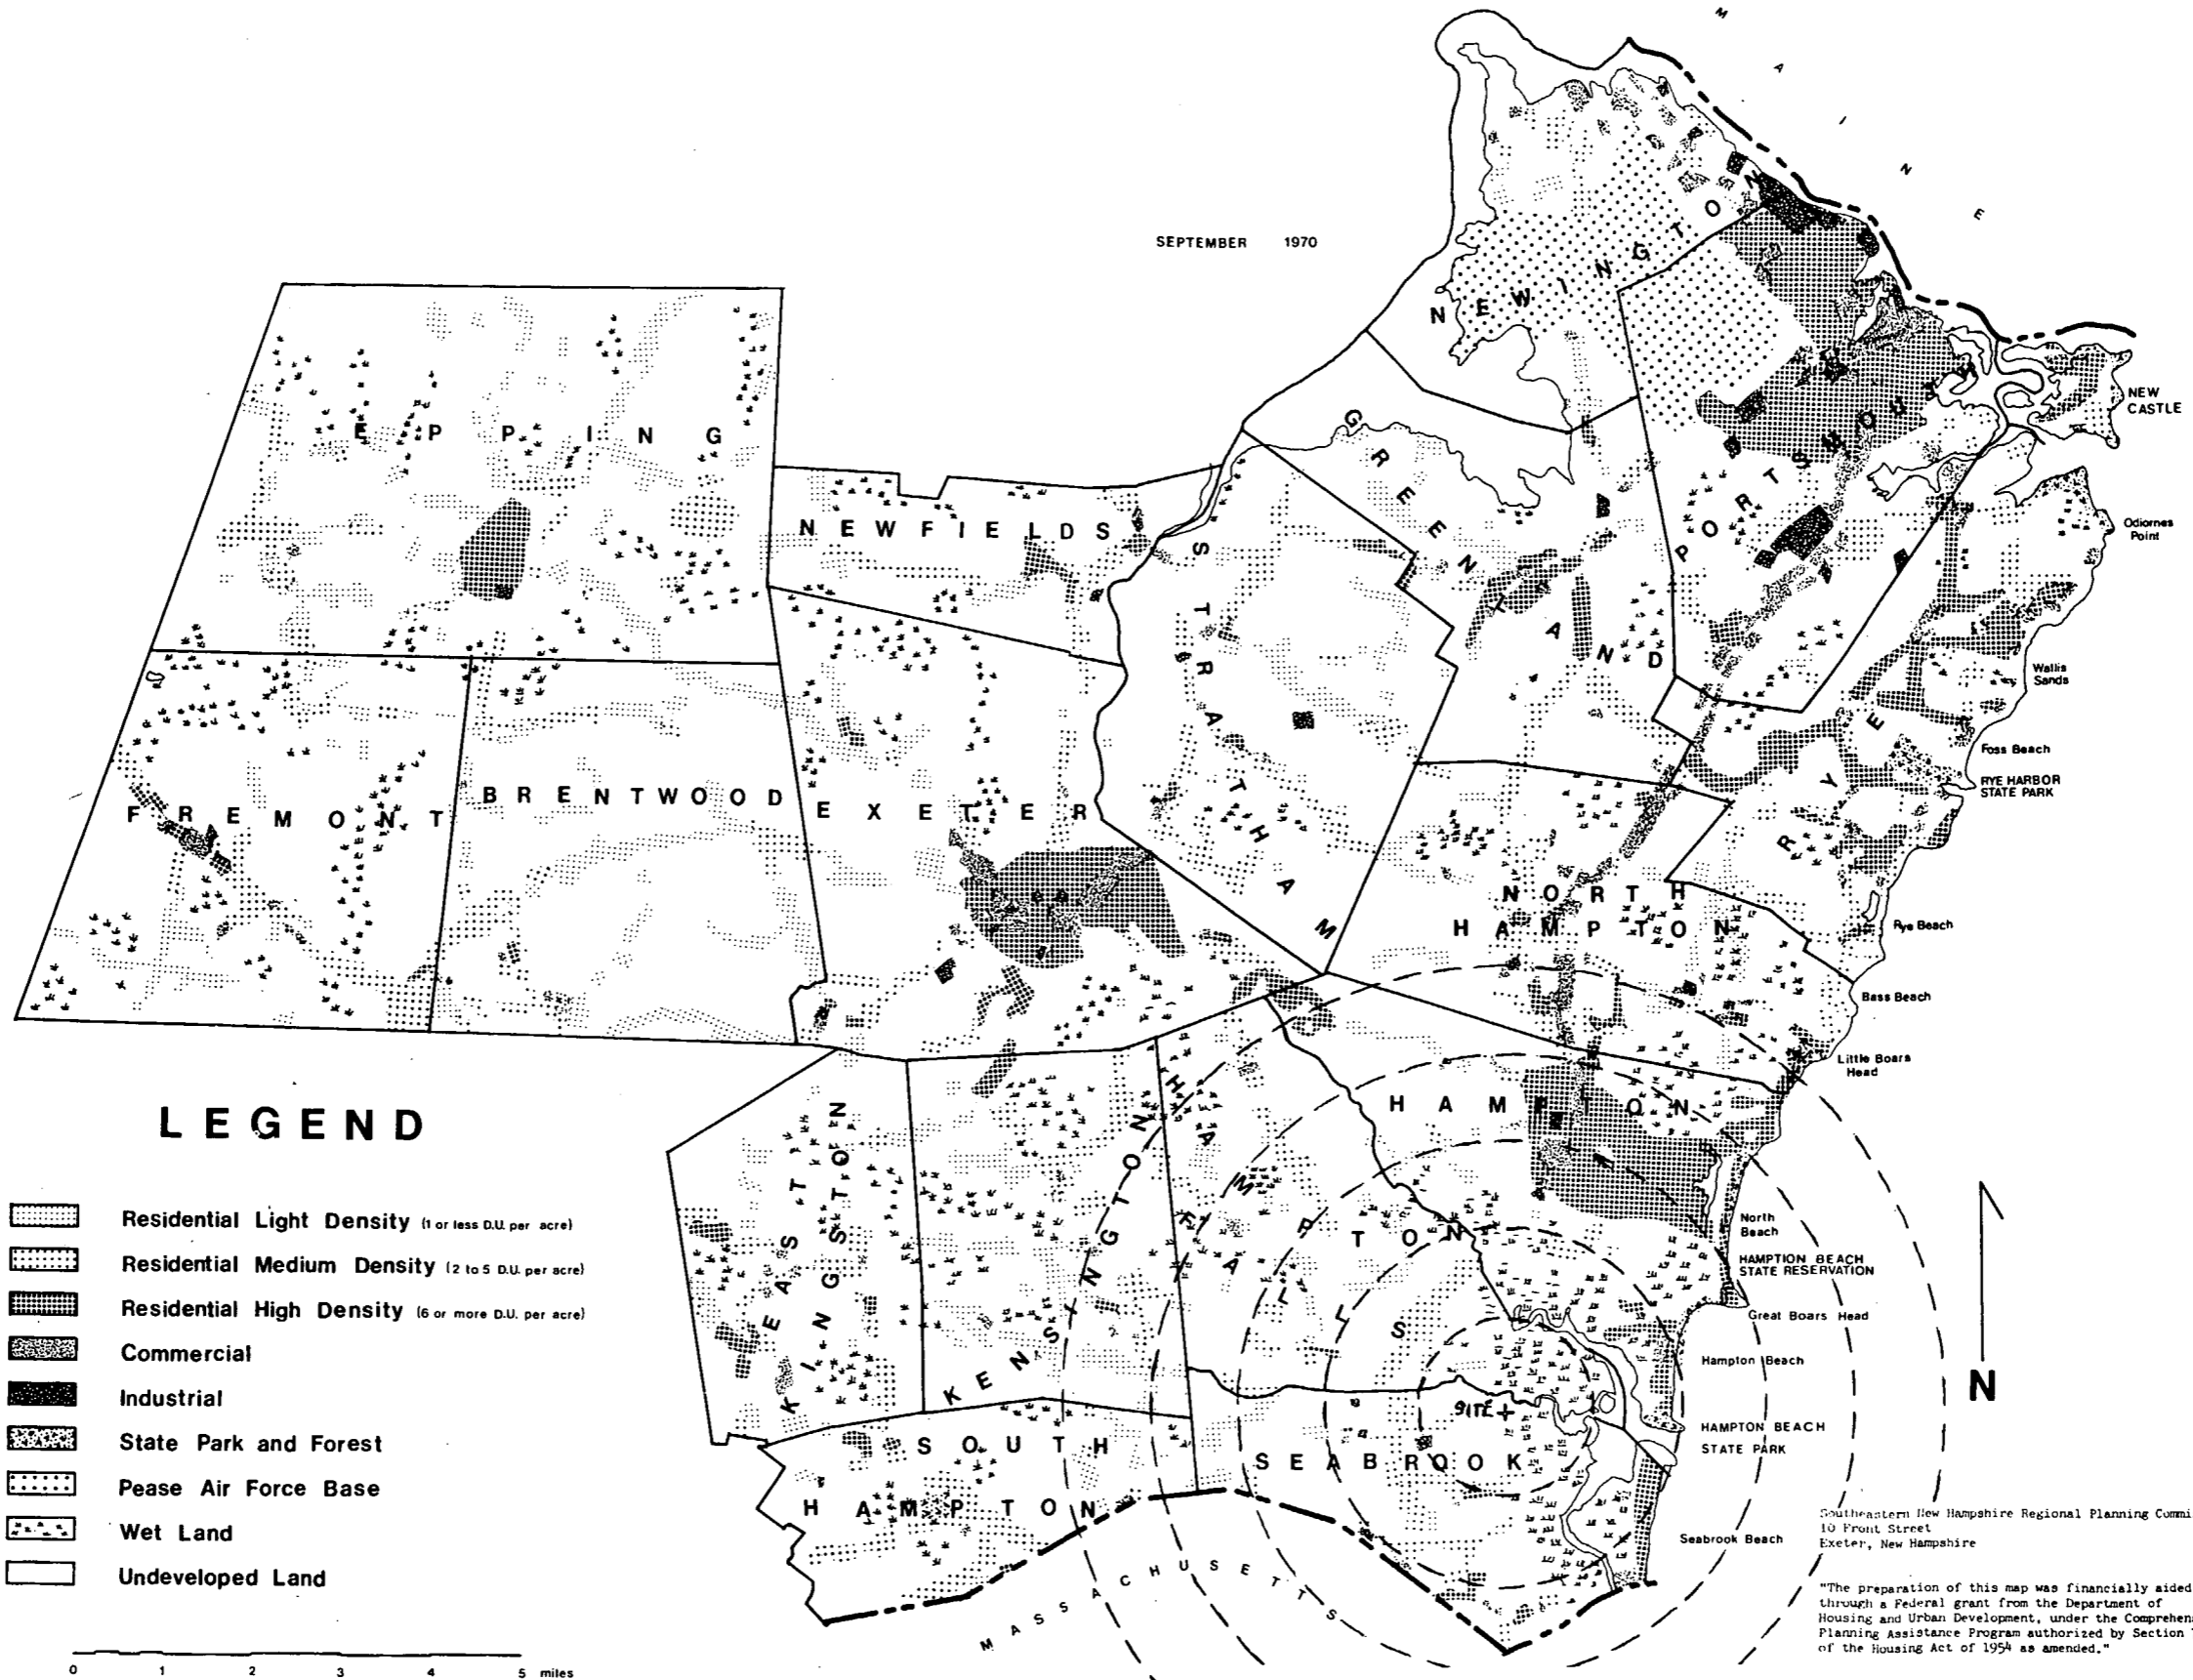 MAINE
SEPTEMBER 1970
NEWINGTON
NEW
CASTLE
PORTSMOUTH
GREENLAND
Odiornes
Point
EPPING
NEWFIELDS
STRATHAM
Wallis
Sands
RYE
Foss Beach
RYE HARBOR
STATE PARK
FREMONT
BRENTWOOD
EXETER
NORTH
HAMPTON
Rye Beach
Bass Beach
Little Boars
Head
HAMPTON
EAST
KINGSTON
KENSINGTON
HAMPTON
FALLS
North
Beach
HAMPTION BEACH
STATE RESERVATION
Great Boars Head
Hampton Beach
SITE
HAMPTON BEACH
STATE PARK
SOUTH
HAMPTON
SEABROOK
Seabrook Beach
MASSACHUSETTS
N
LEGEND
Residential Light Density (1 or less D.U. per acre)
Residential Medium Density (2 to 5 D.U. per acre)
Residential High Density (6 or more D.U. per acre)
Commercial
Industrial
State Park and Forest
Pease Air Force Base
Wet Land
Undeveloped Land
0 1 2 3 4 5 miles
Southeastern New Hampshire Regional Planning Commi
10 Front Street
Exeter, New Hampshire
"The preparation of this map was financially aided
through a Federal grant from the Department of
Housing and Urban Development, under the Comprehen
Planning Assistance Program authorized by Section
of the Housing Act of 1954 as amended."